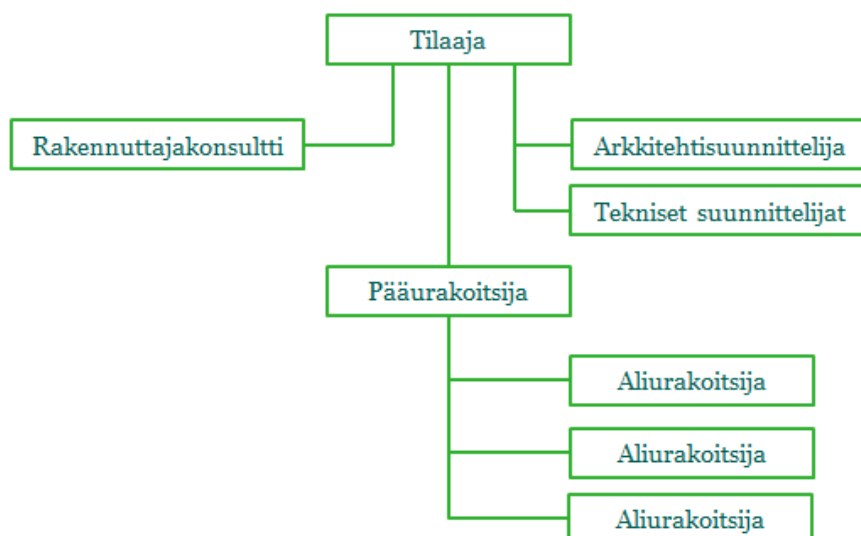 Tilaaja
Rakennuttajakonsultti
Arkkitehtisuunnittelija
Tekniset suunnittelijat
Pääurakoitsija
Aliurakoitsija
Aliurakoitsija
Aliurakoitsija